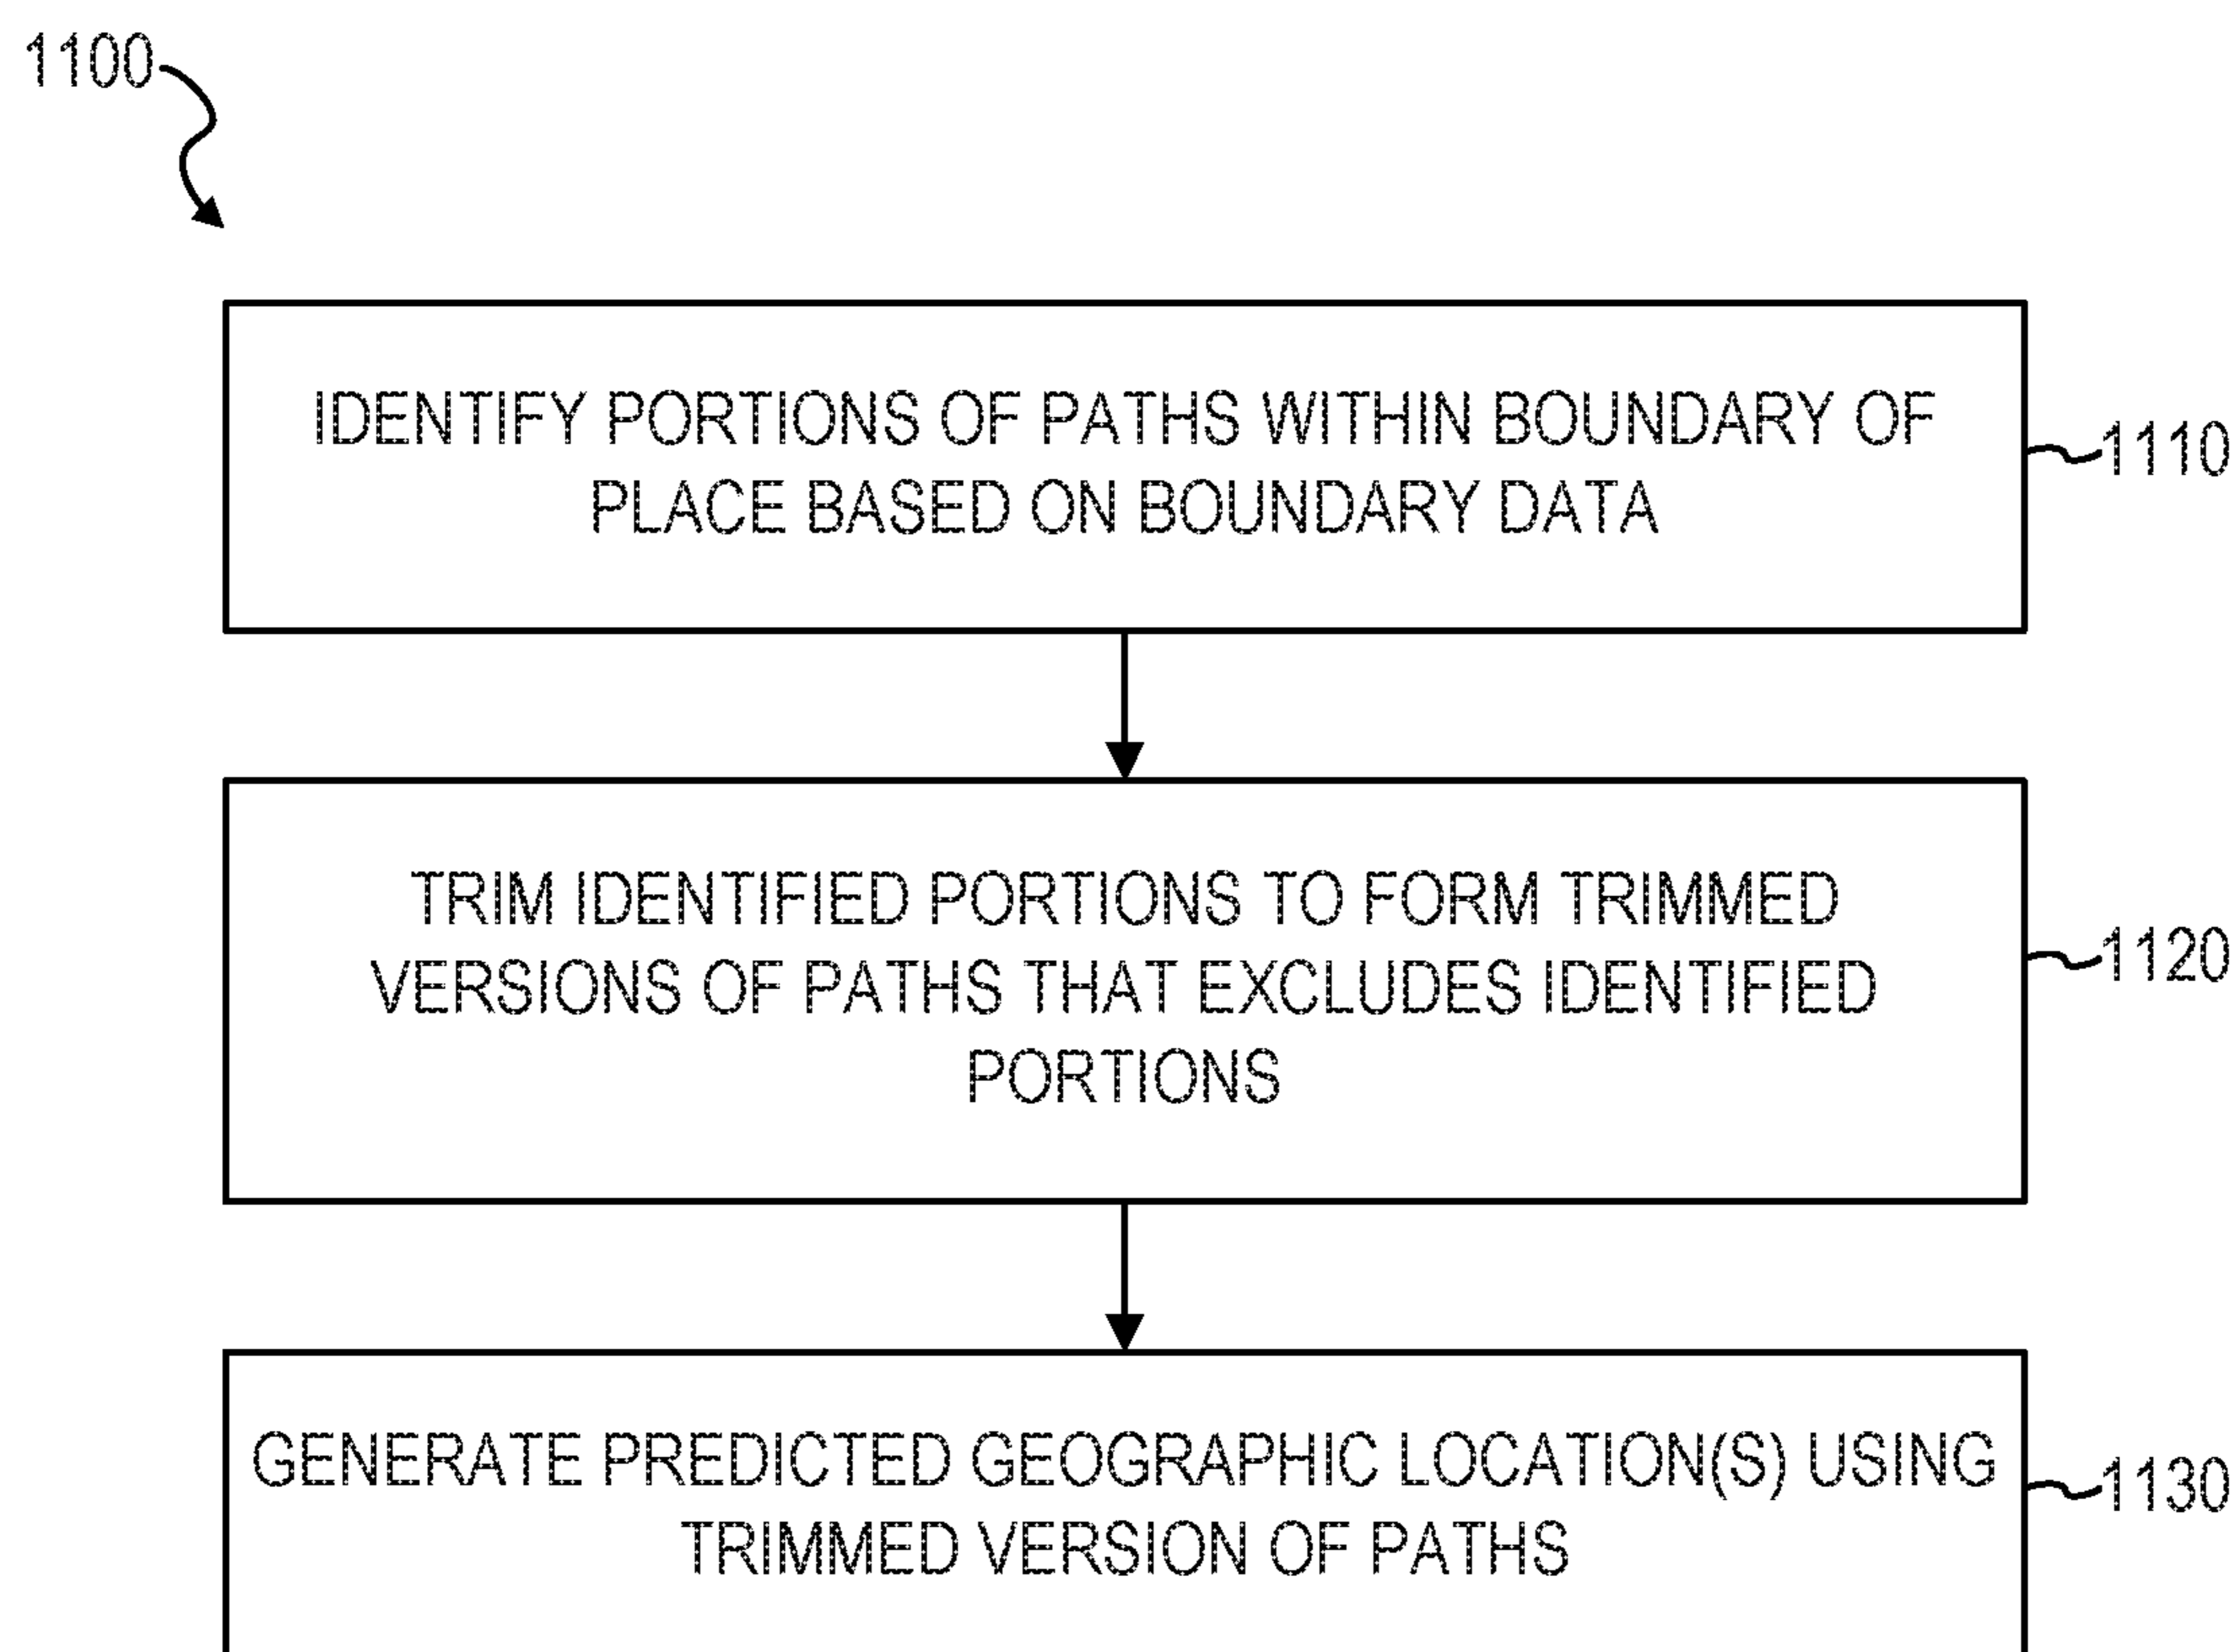 1100
IDENTIFY PORTIONS OF PATHS WITHIN BOUNDARY OF
PLACE BASED ON BOUNDARY DATA
1110
TRIM IDENTIFIED PORTIONS TO FORM TRIMMED
VERSIONS OF PATHS THAT EXCLUDES IDENTIFIED
PORTIONS
1120
GENERATE PREDICTED GEOGRAPHIC LOCATION(S) USING
TRIMMED VERSION OF PATHS
1130